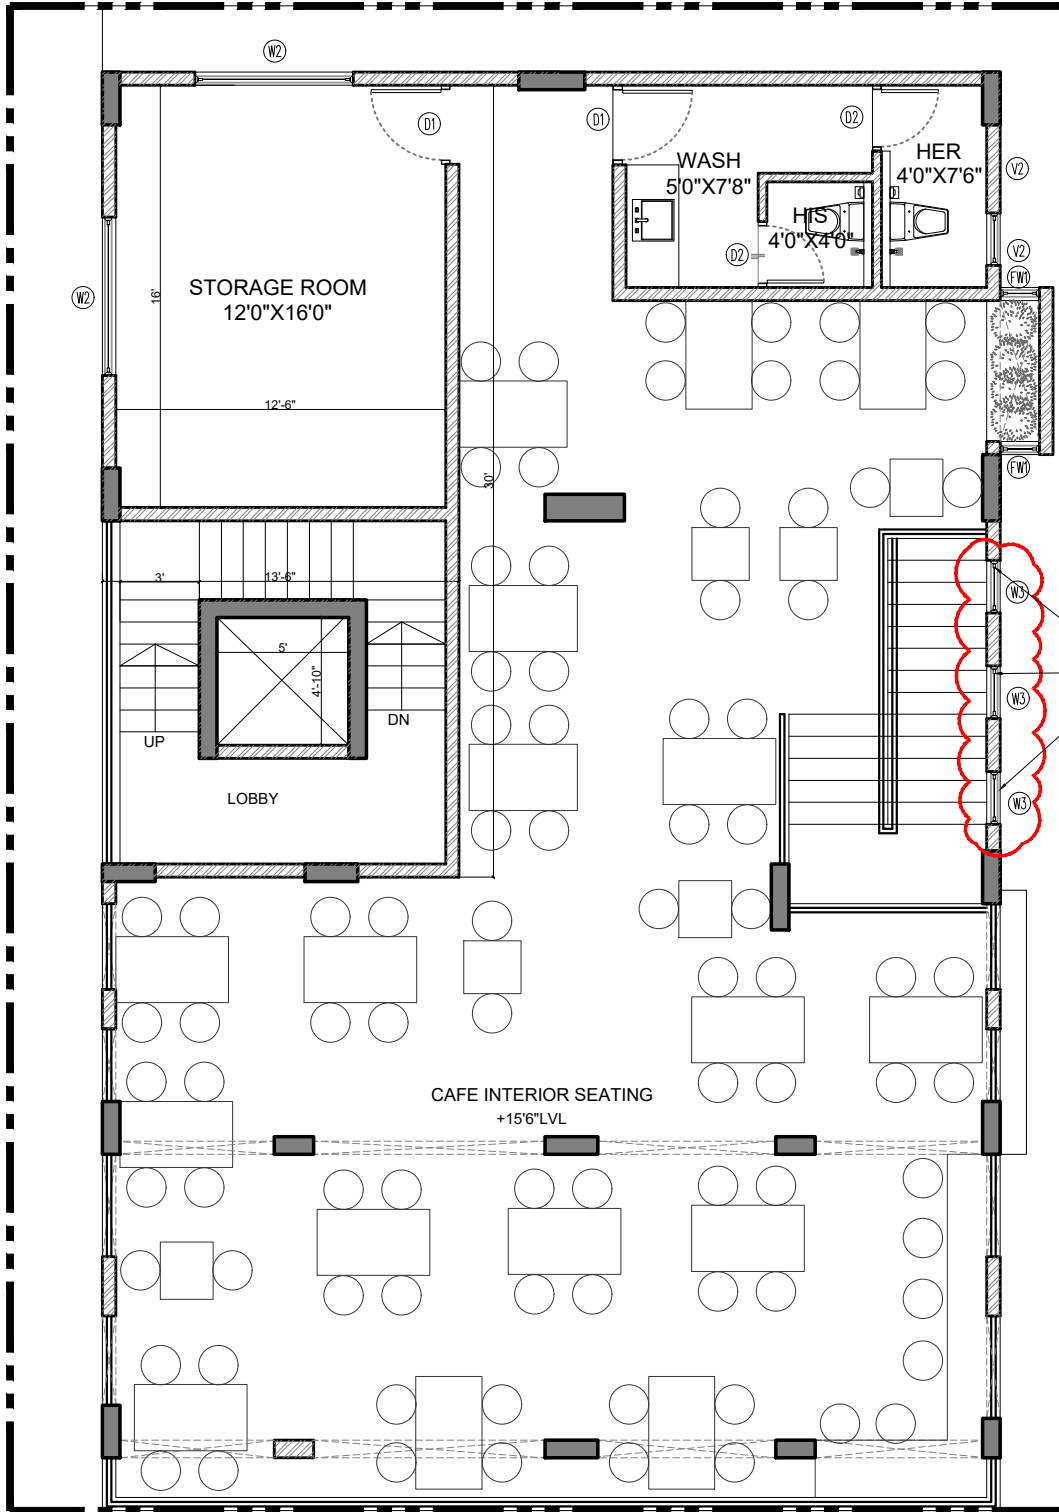 W2
D1
D1
D2
WASH
5'0"X7'8"
HER
4'0"X7'6"
V2
HIS
4'0"X4'0"
D2
V2
FW1
W2
16'
STORAGE ROOM
12'0"X16'0"
12'-6"
30'
FW1
3'
13'-6"
W3
5'
4'-10"
W3
UP
DN
LOBBY
W3
CAFE INTERIOR SEATING
+15'6"LVL